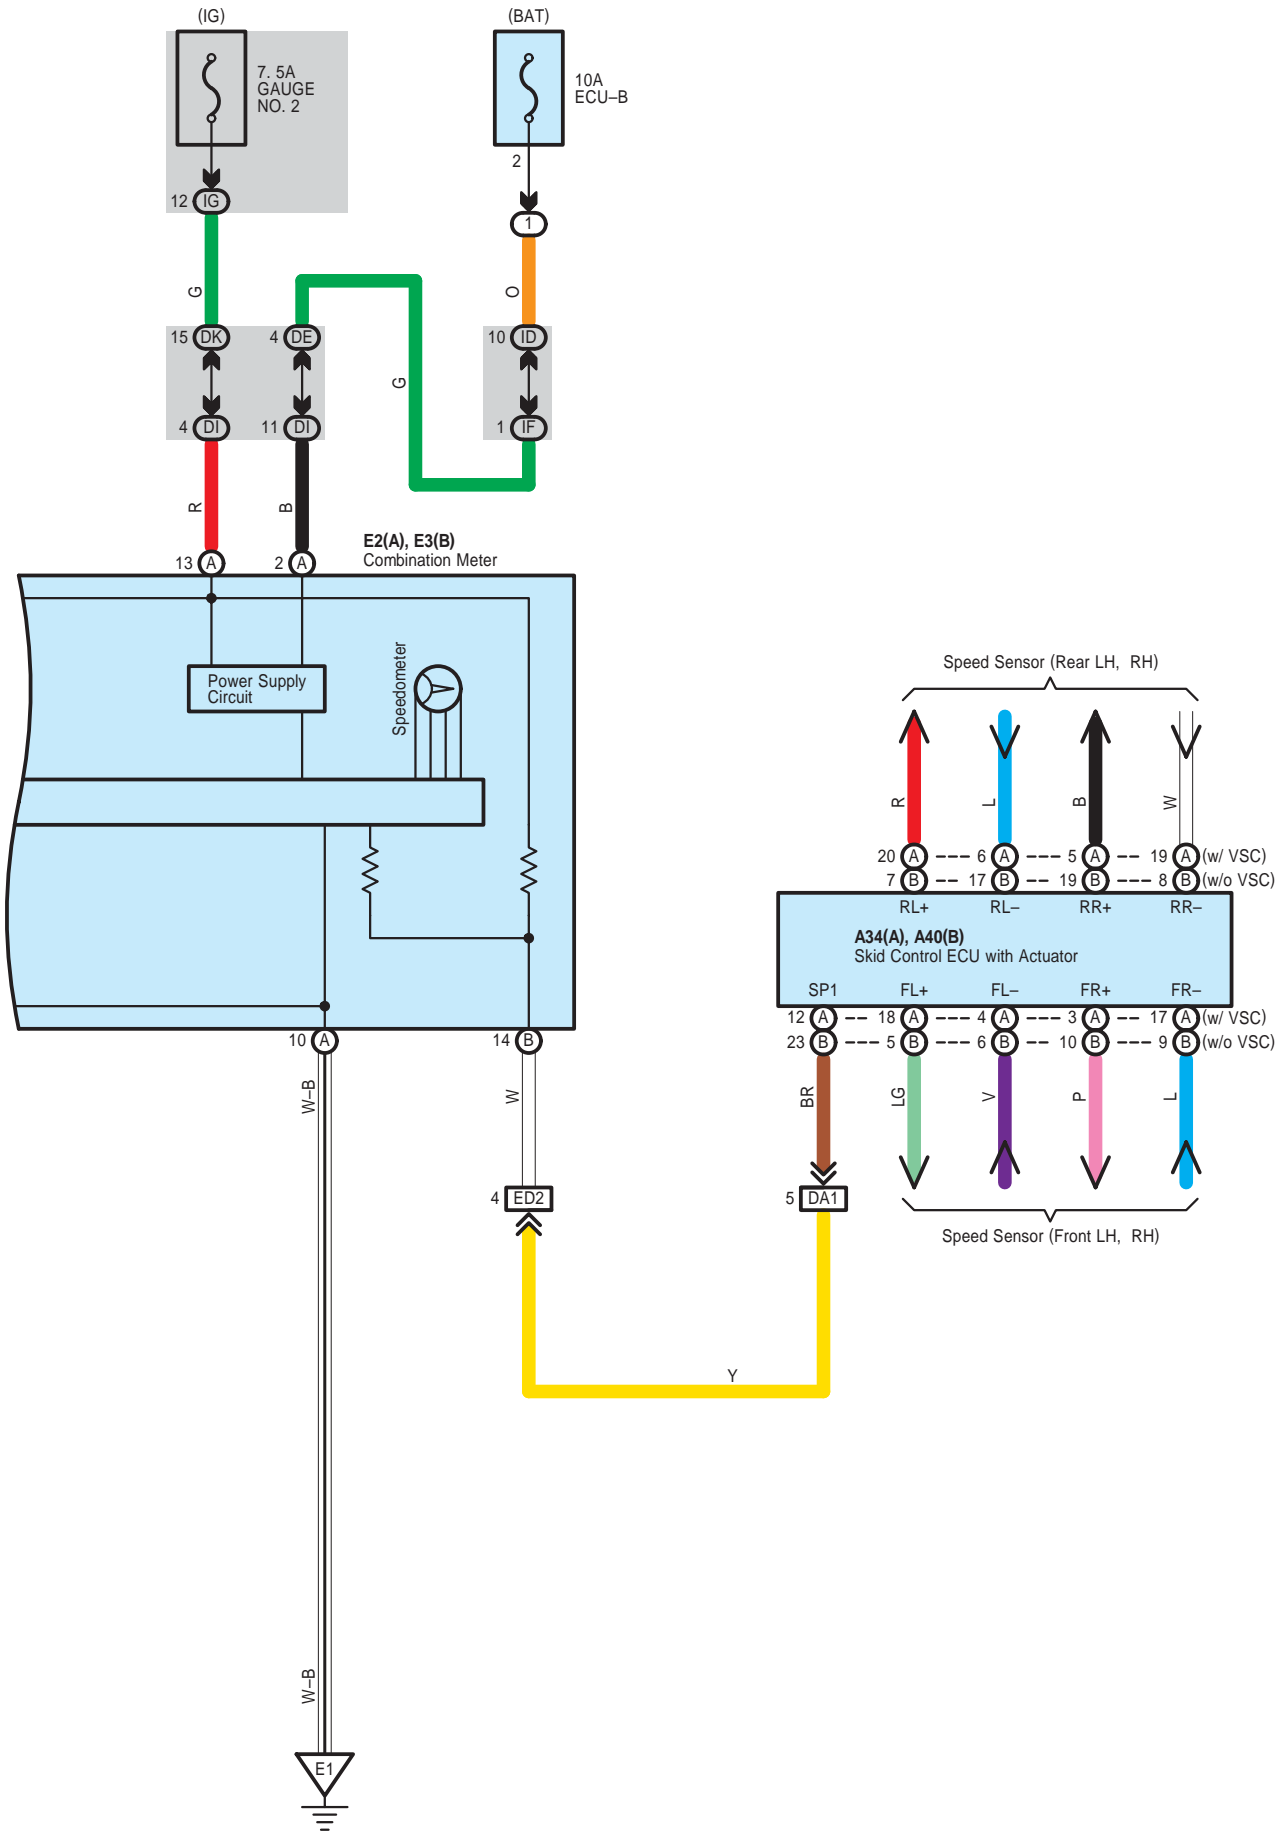 (IG)
(BAT)
7. 5A
GAUGE
NO. 2
10A
ECU–B
2
12 IG
1
G
O
15 DK
4 DE
10 ID
G
4 DI
11 DI
1 IF
R
B
E2(A), E3(B)
Combination Meter
13 A
2 A
Power Supply
Circuit
Speedometer
Speed Sensor (Rear LH, RH)
R
L
B
W
20 A
6 A
5 A
19 A (w/ VSC)
7 B
17 B
19 B
8 B (w/o VSC)
RL+
RL–
RR+
RR–
A34(A), A40(B)
Skid Control ECU with Actuator
SP1
FL+
FL–
FR+
FR–
12 A
18 A
4 A
3 A
17 A (w/ VSC)
23 B
5 B
6 B
10 B
9 B (w/o VSC)
10 A
14 B
W–B
W
BR
LG
V
P
L
4 ED2
5 DA1
Speed Sensor (Front LH, RH)
Y
W–B
E1